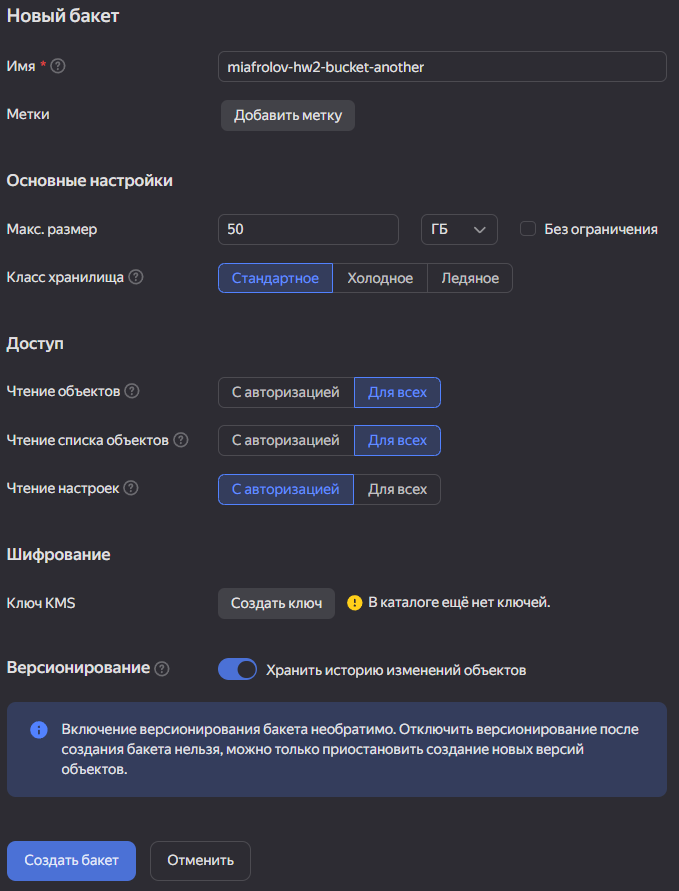 Новый бакет
Имя * ?
miafrolov-hw2-bucket-another
Метки
Добавить метку
Основные настройки
Макс. размер
50
ГБ
Без ограничения
Класс хранилища ?
Стандартное
Холодное
Ледяное
Доступ
Чтение объектов ?
С авторизацией
Для всех
Чтение списка объектов ?
С авторизацией
Для всех
Чтение настроек ?
С авторизацией
Для всех
Шифрование
Ключ KMS
Создать ключ
! В каталоге ещё нет ключей.
Версионирование ?
Хранить историю изменений объектов
i Включение версионирования бакета необратимо. Отключить версионирование после
создания бакета нельзя, можно только приостановить создание новых версий
объектов.
Создать бакет
Отменить